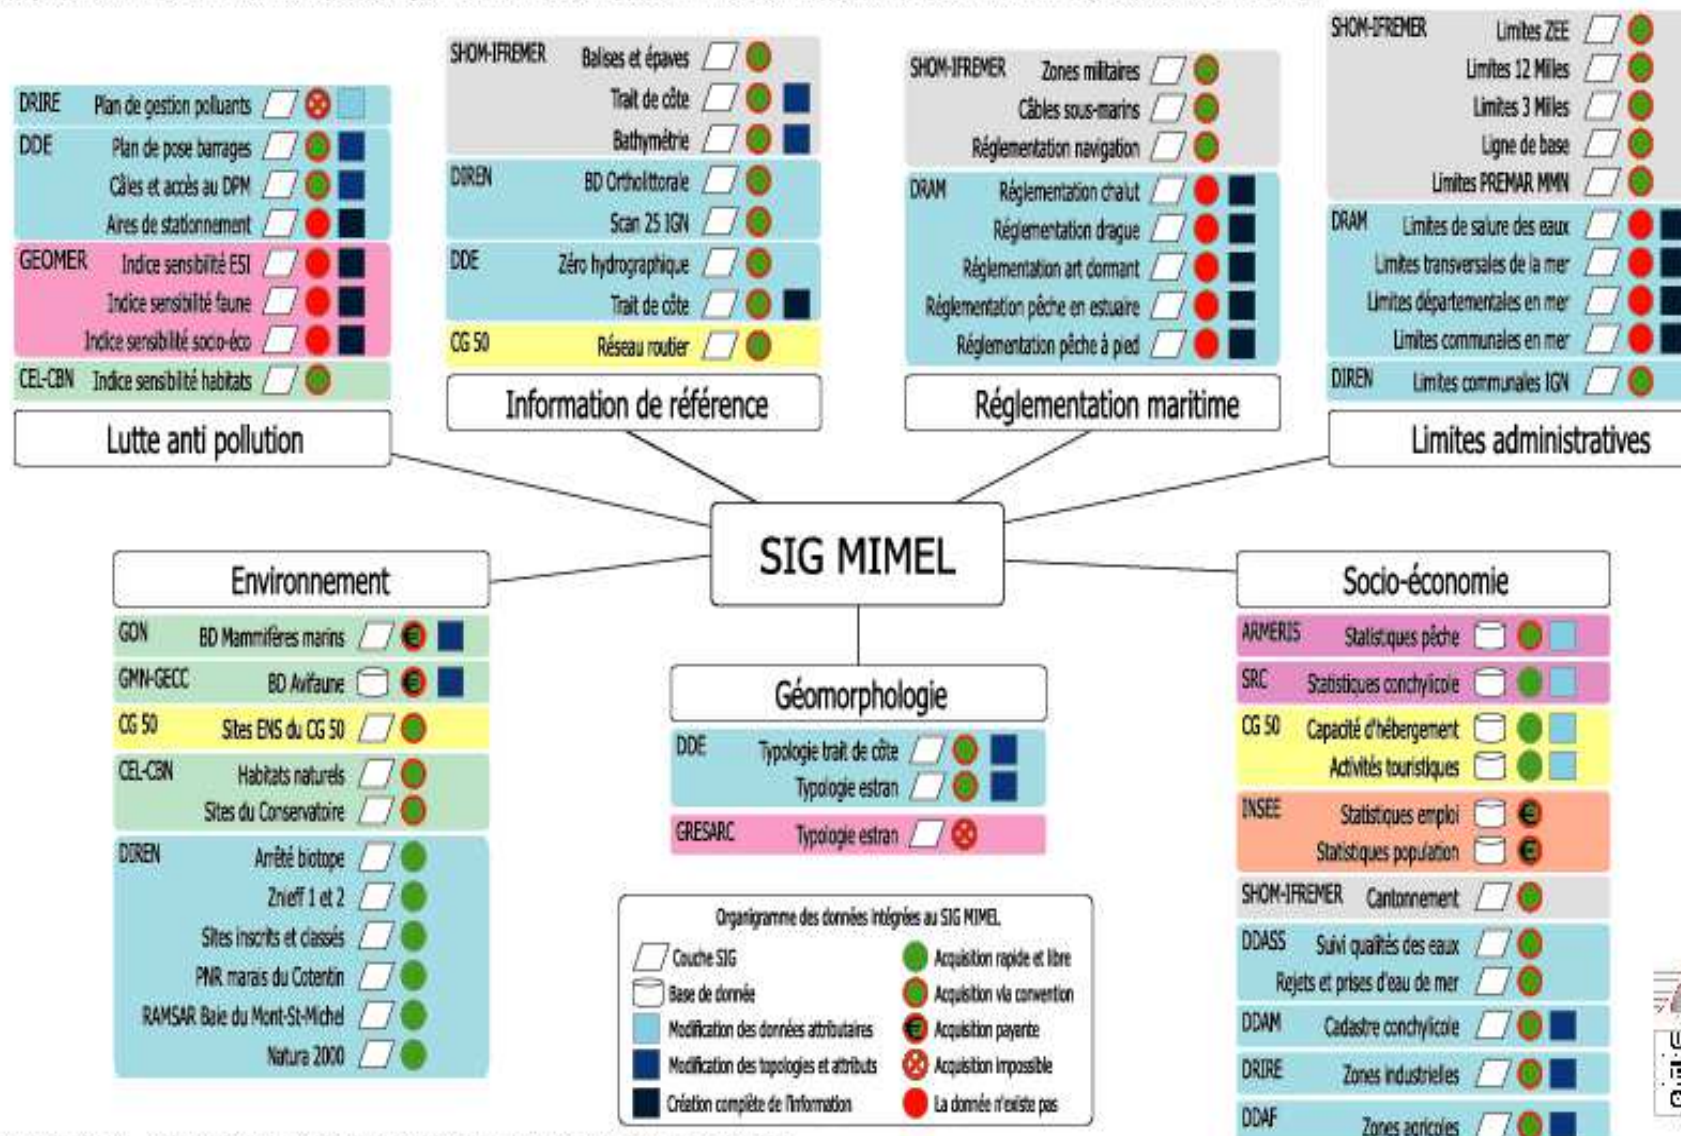 DRIRE Plan de gestion polluants
DDE Plan de pose barrages
Câles et accès au DPM
Aires de stationnement
GEOMER Indice sensibilité ESI
Indice sensibilité faune
Indice sensibilité socio-éco
CEL-CBN Indice sensibilité habitats
Lutte anti pollution
SHOM-IFREMER Balises et épaves
Trait de côte
Bathymétrie
DIREN BD Ortholittorale
Scan 25 IGN
DDE Zéro hydrographique
Trait de côte
CG 50 Réseau routier
Information de référence
SHOM-IFREMER Zones militaires
Câbles sous-marins
Réglementation navigation
DRAM Réglementation chalut
Réglementation drague
Réglementation art dormant
Réglementation pêche en estuaire
Réglementation pêche à pied
Réglementation maritime
SHOM-IFREMER Limites ZEE
Limites 12 Milles
Limites 3 Milles
Ligne de base
Limites PREMAR MMN
DRAM Limites de salure des eaux
Limites transversales de la mer
Limites départementales en mer
Limites communales en mer
DIREN Limites communales IGN
Limites administratives
SIG MIMEL
Environnement
GON BD Mammifères marins €
GMN-GECC BD Avifaune €
CG 50 Sites ENS du CG 50
CEL-CBN Habitats naturels
Sites du Conservatoire
DIREN Arrêté biotope
Znieff 1 et 2
Sites inscrits et classés
PNR marais du Cotentin
RAMSAR Baie du Mont-St-Michel
Natura 2000
Géomorphologie
DDE Typologie trait de côte
Typologie estran
GRESARC Typologie estran
Organigramme des données intégrées au SIG MIMEL
Couche SIG
Base de donnée
Modification des données attributaires
Modification des topologies et attributs
Création complète de l'information
Acquisition rapide et libre
Acquisition via convention
€ Acquisition payante
Acquisition impossible
La donnée n'existe pas
Socio-économie
ARMERIS Statistiques pêche
SRC Statistiques conchylicole
CG 50 Capacité d'hébergement
Activités touristiques
INSEE Statistiques emploi €
Statistiques population €
SHOM-IFREMER Cantonnement
DDASS Suivi qualités des eaux
Rejets et prises d'eau de mer
DDAM Cadastre conchylicole
DRIRE Zones industrielles
DDAF Zones agricoles